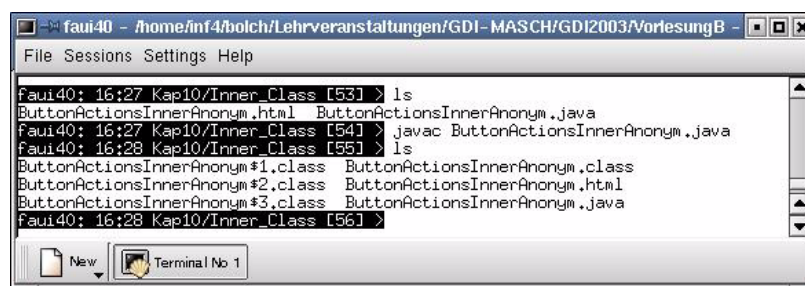 faui40 - /home/inf4/bolch/Lehrveranstaltungen/GDI-MASCH/GDI2003/VorlesungB -
File Sessions Settings Help
faui40: 16:27 Kap10/Inner_Class [53] > ls
ButtonActionsInnerAnonym.html ButtonActionsInnerAnonym.java
faui40: 16:27 Kap10/Inner_Class [54] > javac ButtonActionsInnerAnonym.java
faui40: 16:28 Kap10/Inner_Class [55] > ls
ButtonActionsInnerAnonym$1.class ButtonActionsInnerAnonym.class
ButtonActionsInnerAnonym$2.class ButtonActionsInnerAnonym.html
ButtonActionsInnerAnonym$3.class ButtonActionsInnerAnonym.java
faui40: 16:28 Kap10/Inner_Class [56] >
New Terminal No 1